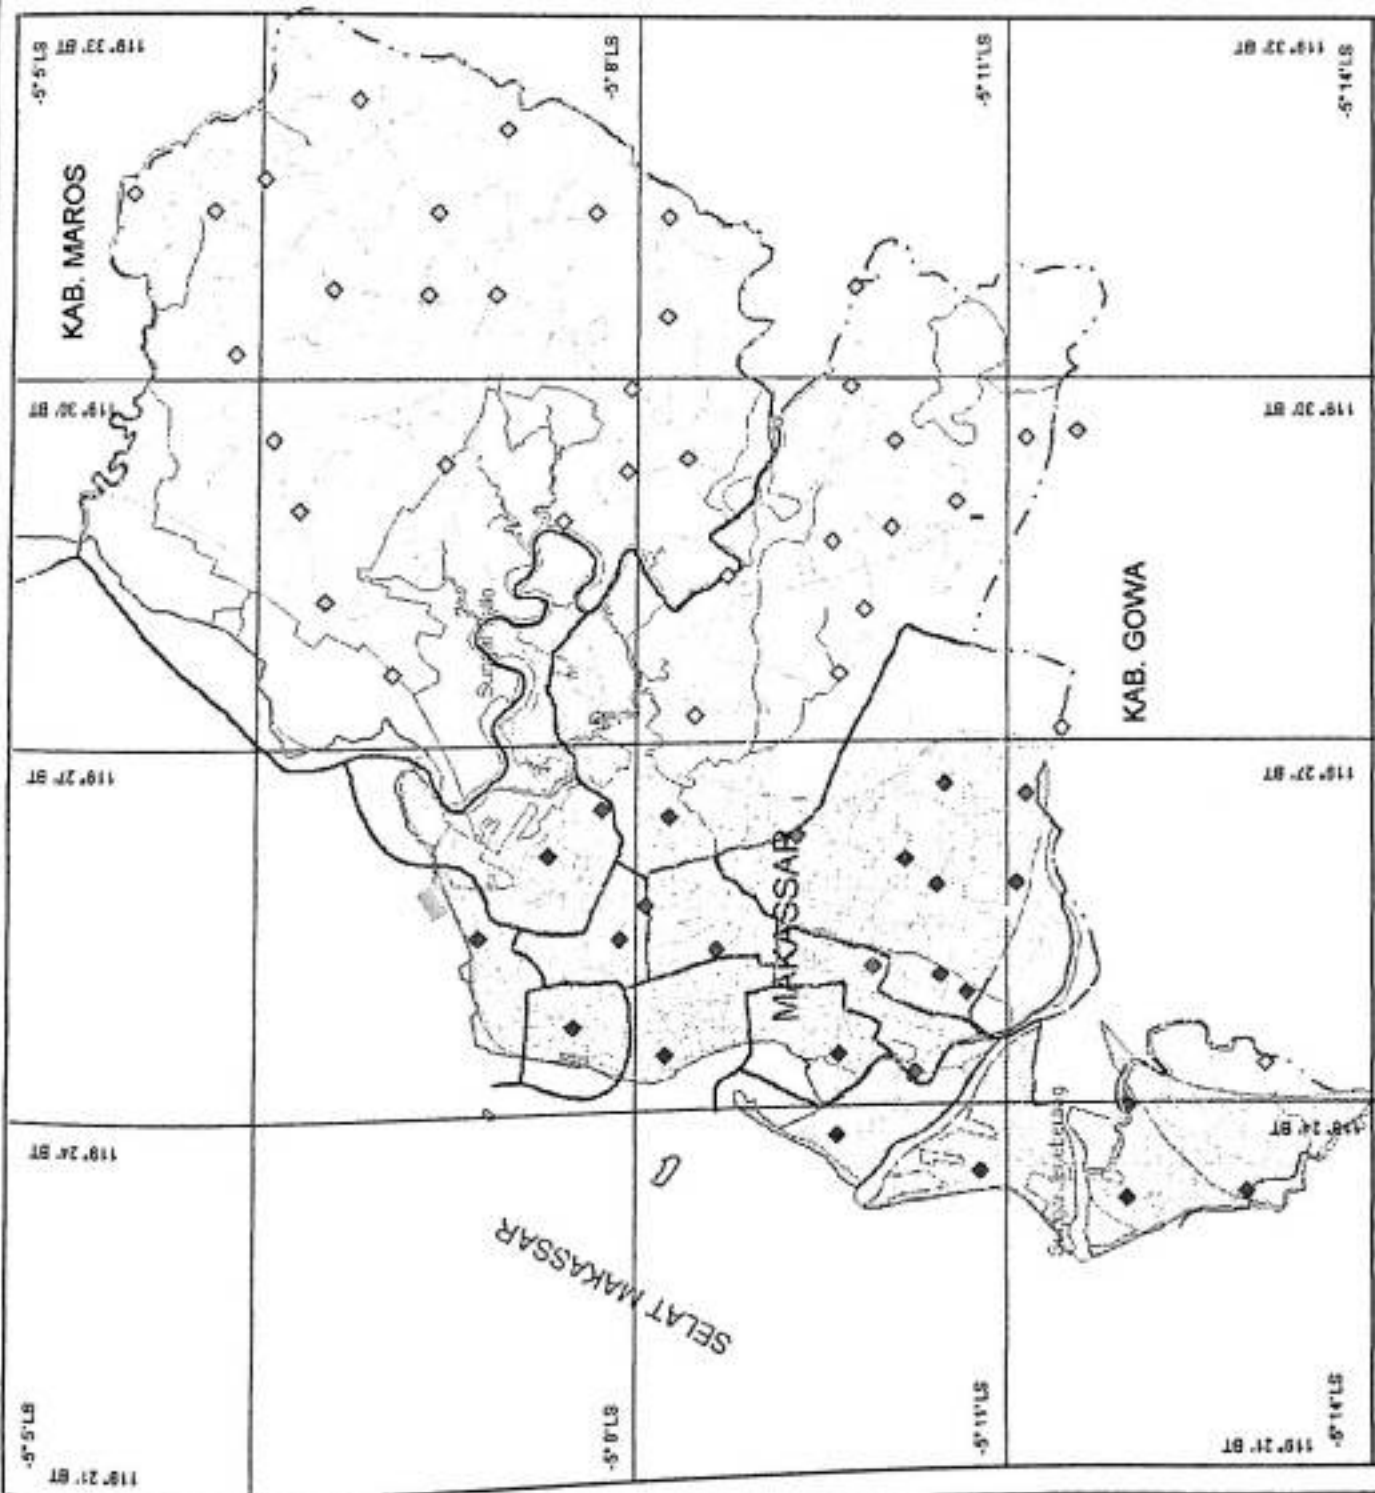 -5° 5'LS
119°33' BT
-5° 8'LS
-5° 11'LS
119°33' BT
-5° 14'LS
KAB. MAROS
119°30' BT
119°30' BT
KAB. GOWA
119°27' BT
119°27' BT
MAKASSAR
119°24' BT
119°24' BT
SELAT MAKASSAR
-5° 5'LS
119°21' BT
-5° 8'LS
-5° 11'LS
119°21' BT
-5° 14'LS